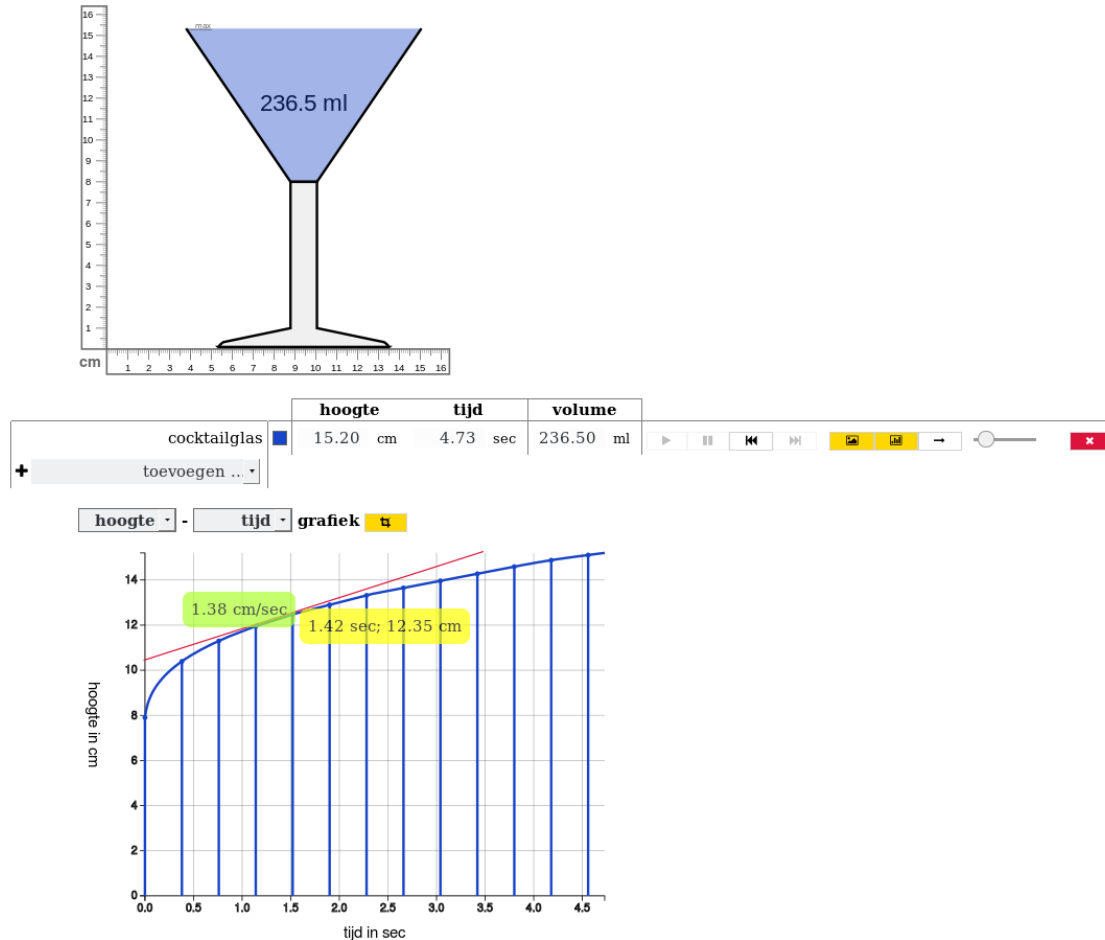 16
15
14
13
12
11
10
9
8
7
6
5
4
3
2
1
max
236.5 ml
cm
1 2 3 4 5 6 7 8 9 10 11 12 13 14 15 16
hoogte tijd volume
cocktailglas 15.20 cm 4.73 sec 236.50 ml
toevoegen ...
hoogte - tijd grafiek
14
12
10
8
6
4
2
0
1.38 cm/sec
1.42 sec; 12.35 cm
hoogte in cm
0.0 0.5 1.0 1.5 2.0 2.5 3.0 3.5 4.0 4.5
tijd in sec